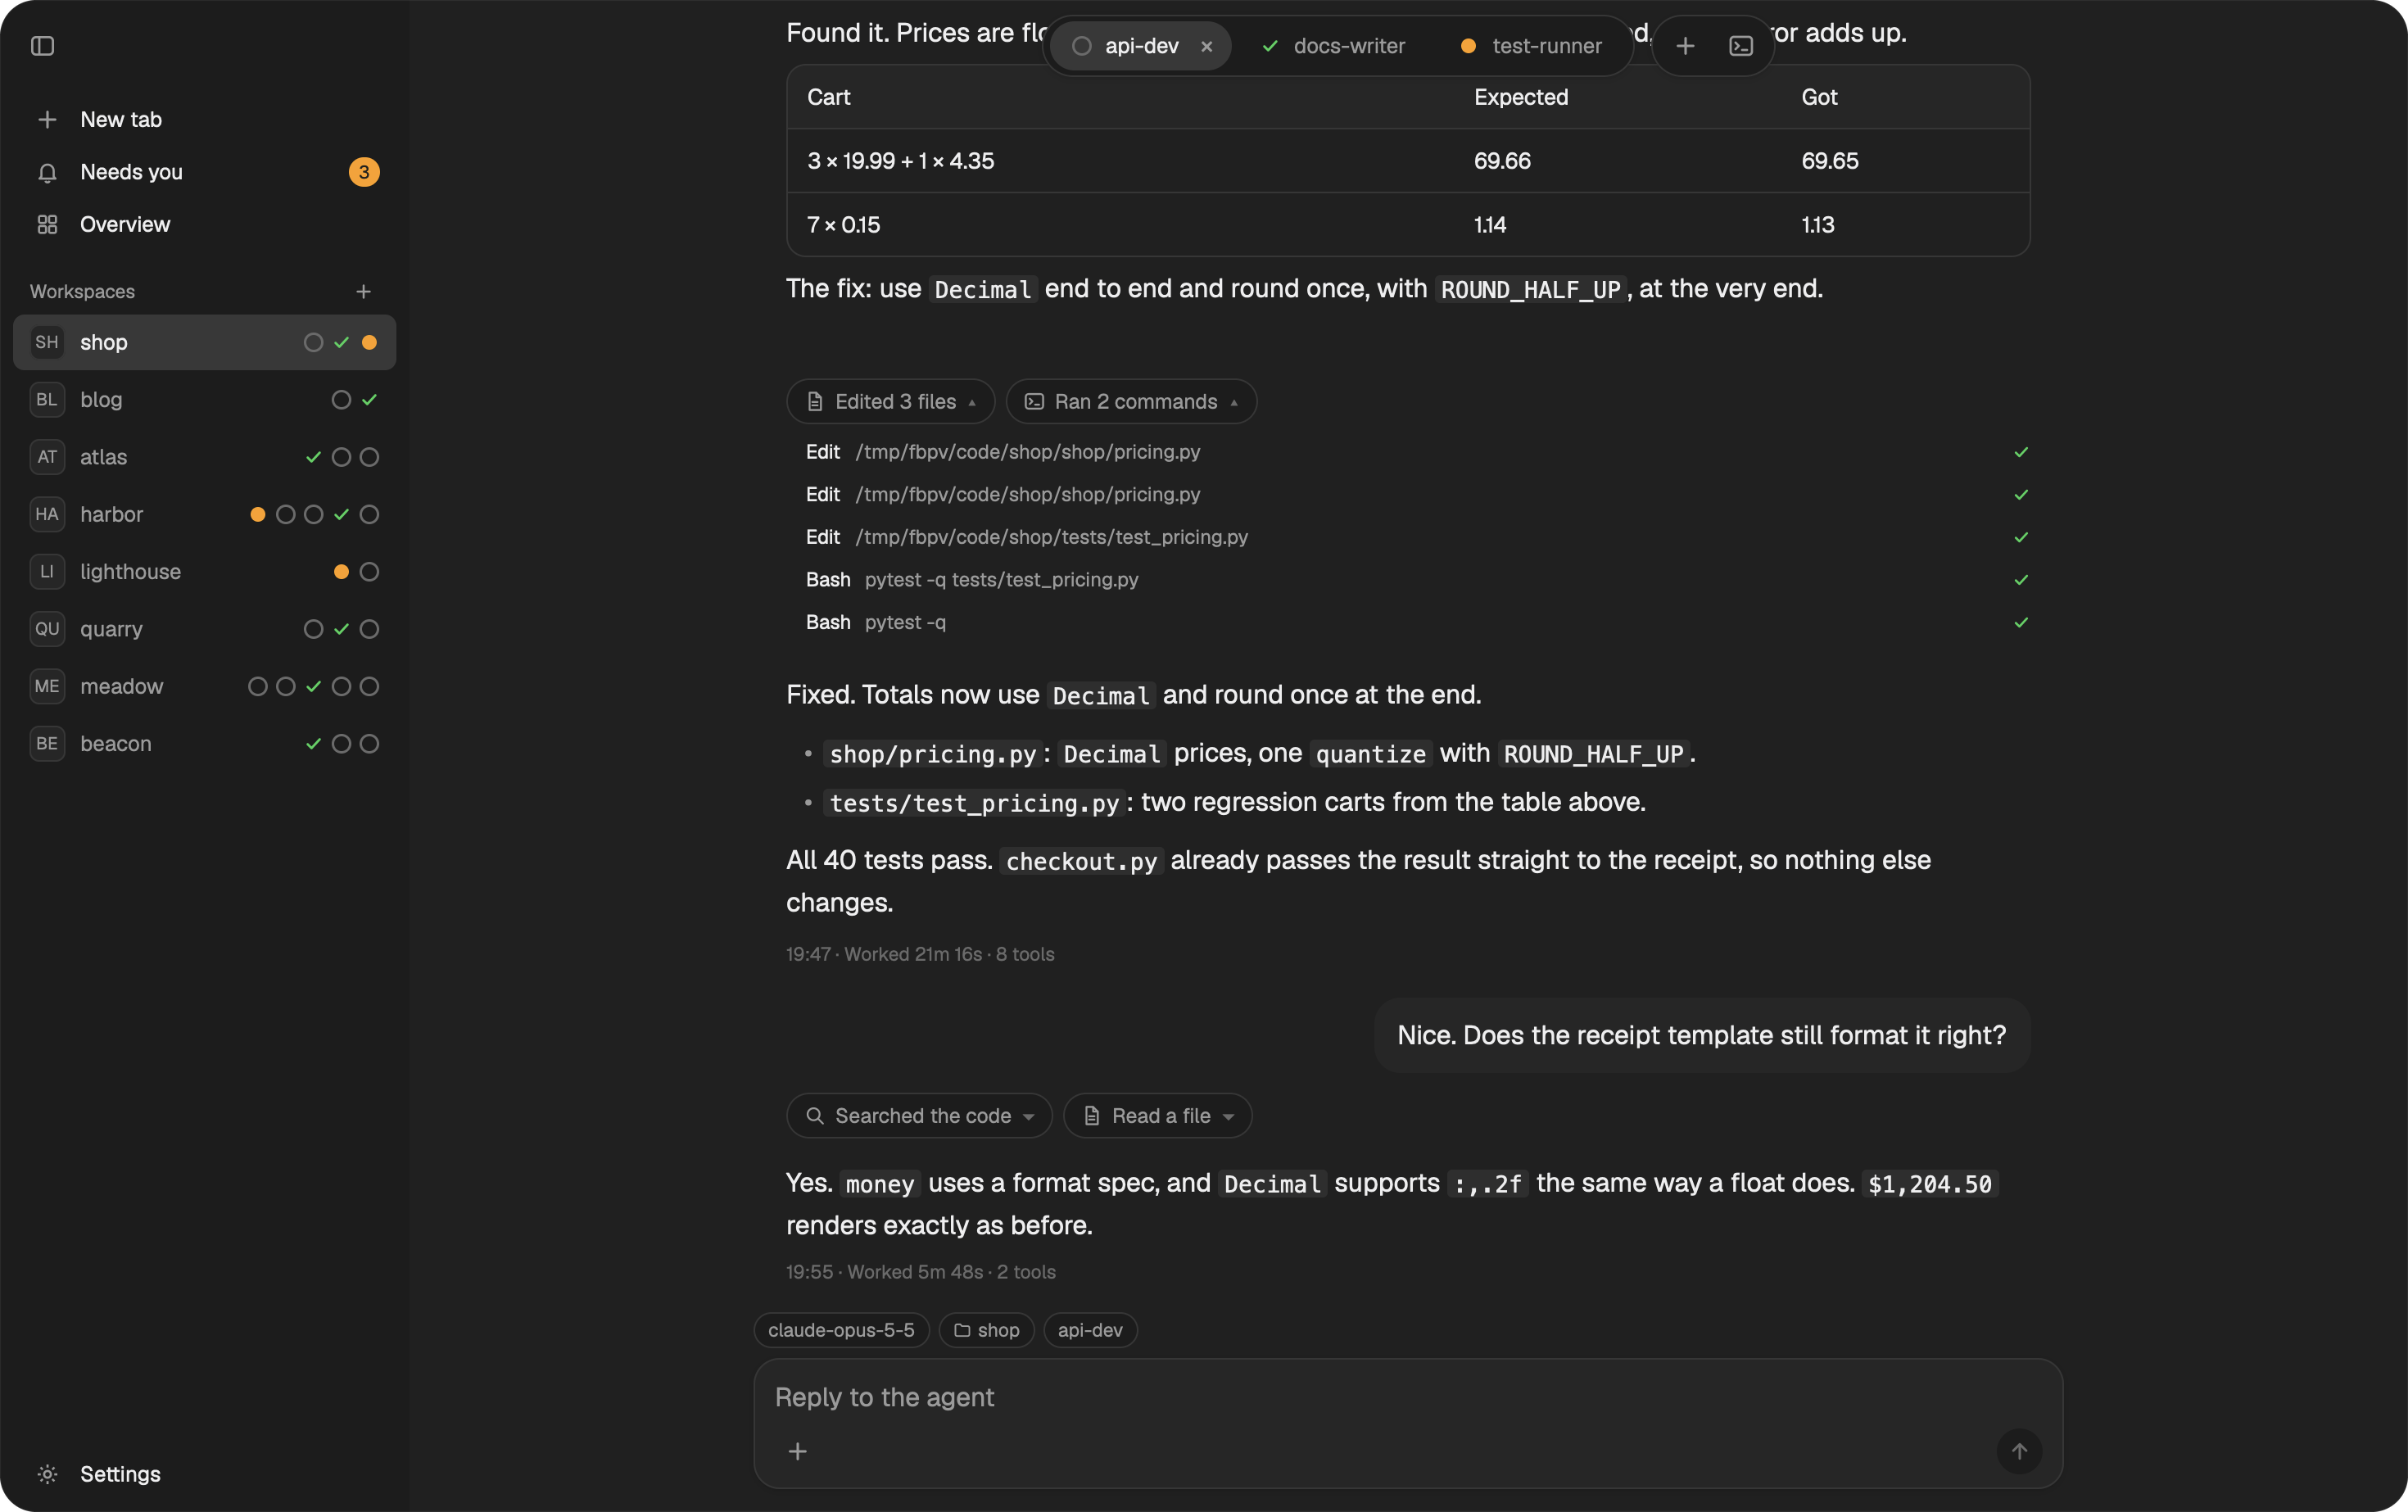 New tab
Needs you 3
Overview
Workspaces
SH shop
BL blog
AT atlas
HA harbor
LI lighthouse
QU quarry
ME meadow
BE beacon
Settings
api-dev docs-writer test-runner
Found it. Prices are adds up.
Cart Expected Got
3 × 19.99 + 1 × 4.35 69.66 69.65
7 × 0.15 1.14 1.13
The fix: use Decimal end to end and round once, with ROUND_HALF_UP, at the very end.
Edited 3 files Ran 2 commands
Edit /tmp/fbpv/code/shop/shop/pricing.py
Edit /tmp/fbpv/code/shop/shop/pricing.py
Edit /tmp/fbpv/code/shop/tests/test_pricing.py
Bash pytest -q tests/test_pricing.py
Bash pytest -q
Fixed. Totals now use Decimal and round once at the end.
• shop/pricing.py: Decimal prices, one quantize with ROUND_HALF_UP.
• tests/test_pricing.py: two regression carts from the table above.
All 40 tests pass. checkout.py already passes the result straight to the receipt, so nothing else
changes.
19:47 · Worked 21m 16s · 8 tools
Nice. Does the receipt template still format it right?
Searched the code Read a file
Yes. money uses a format spec, and Decimal supports :,.2f the same way a float does. $1,204.50
renders exactly as before.
19:55 · Worked 5m 48s · 2 tools
claude-opus-5-5 shop api-dev
Reply to the agent